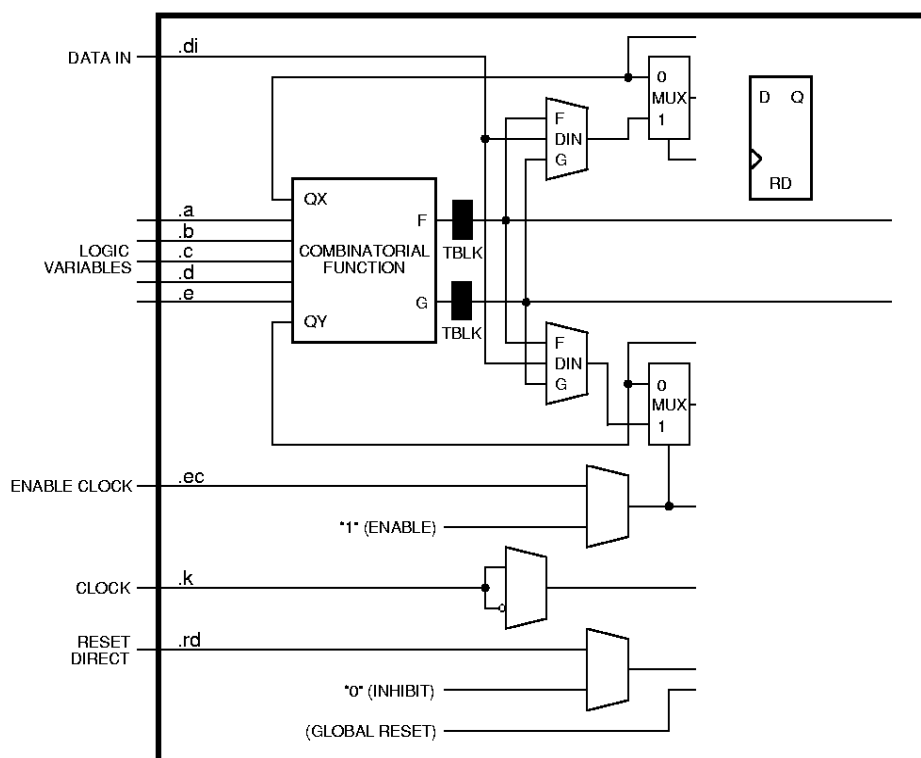 DATA IN
.di
0
MUX
1
D Q
RD
F
DIN
G
QX
.a
.b
LOGIC
VARIABLES
.c
.d
.e
COMBINATORIAL
FUNCTION
F
TBLK
G
TBLK
QY
F
DIN
G
0
MUX
1
ENABLE CLOCK
.ec
"1" (ENABLE)
CLOCK
.k
RESET
DIRECT
.rd
"0" (INHIBIT)
(GLOBAL RESET)